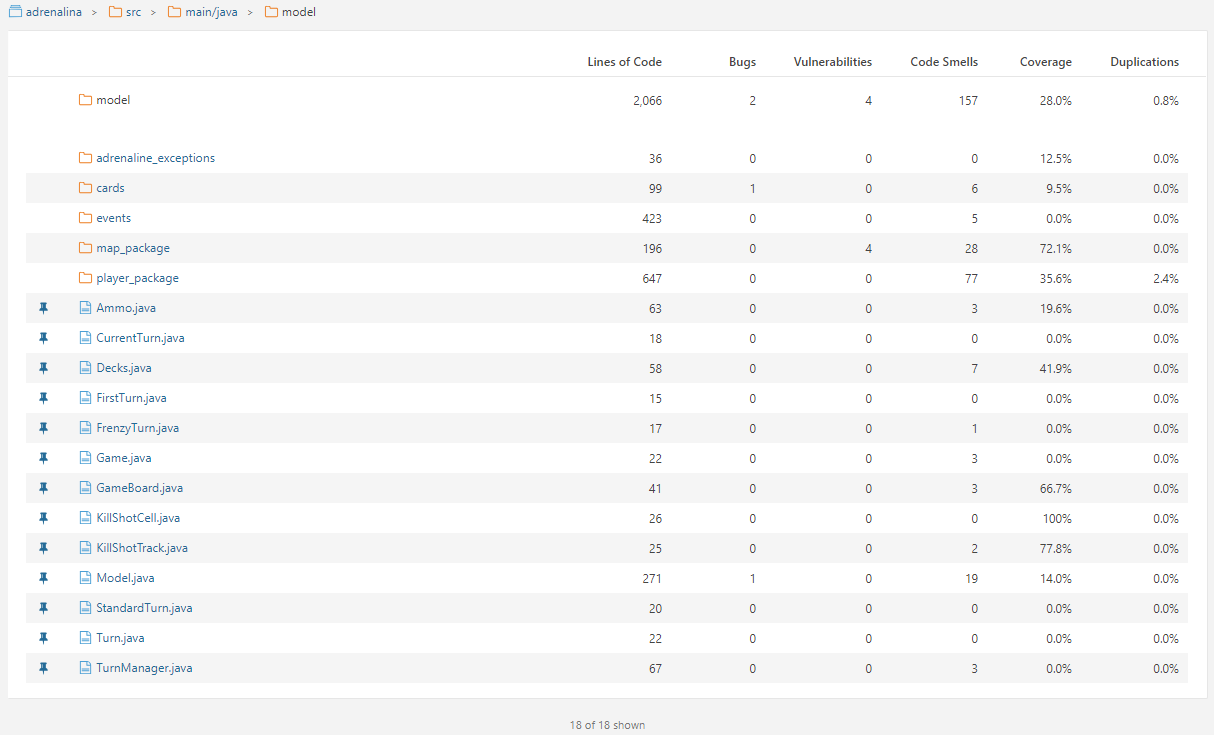 adrenalina > src > main/java > model
Lines of Code Bugs Vulnerabilities Code Smells Coverage Duplications
model 2,066 2 4 157 28.0% 0.8%
adrenaline_exceptions 36 0 0 0 12.5% 0.0%
cards 99 1 0 6 9.5% 0.0%
events 423 0 0 5 0.0% 0.0%
map_package 196 0 4 28 72.1% 0.0%
player_package 647 0 0 77 35.6% 2.4%
Ammo.java 63 0 0 3 19.6% 0.0%
CurrentTurn.java 18 0 0 0 0.0% 0.0%
Decks.java 58 0 0 7 41.9% 0.0%
FirstTurn.java 15 0 0 0 0.0% 0.0%
FrenzyTurn.java 17 0 0 1 0.0% 0.0%
Game.java 22 0 0 3 0.0% 0.0%
GameBoard.java 41 0 0 3 66.7% 0.0%
KillShotCell.java 26 0 0 0 100% 0.0%
KillShotTrack.java 25 0 0 2 77.8% 0.0%
Model.java 271 1 0 19 14.0% 0.0%
StandardTurn.java 20 0 0 0 0.0% 0.0%
Turn.java 22 0 0 0 0.0% 0.0%
TurnManager.java 67 0 0 3 0.0% 0.0%
18 of 18 shown